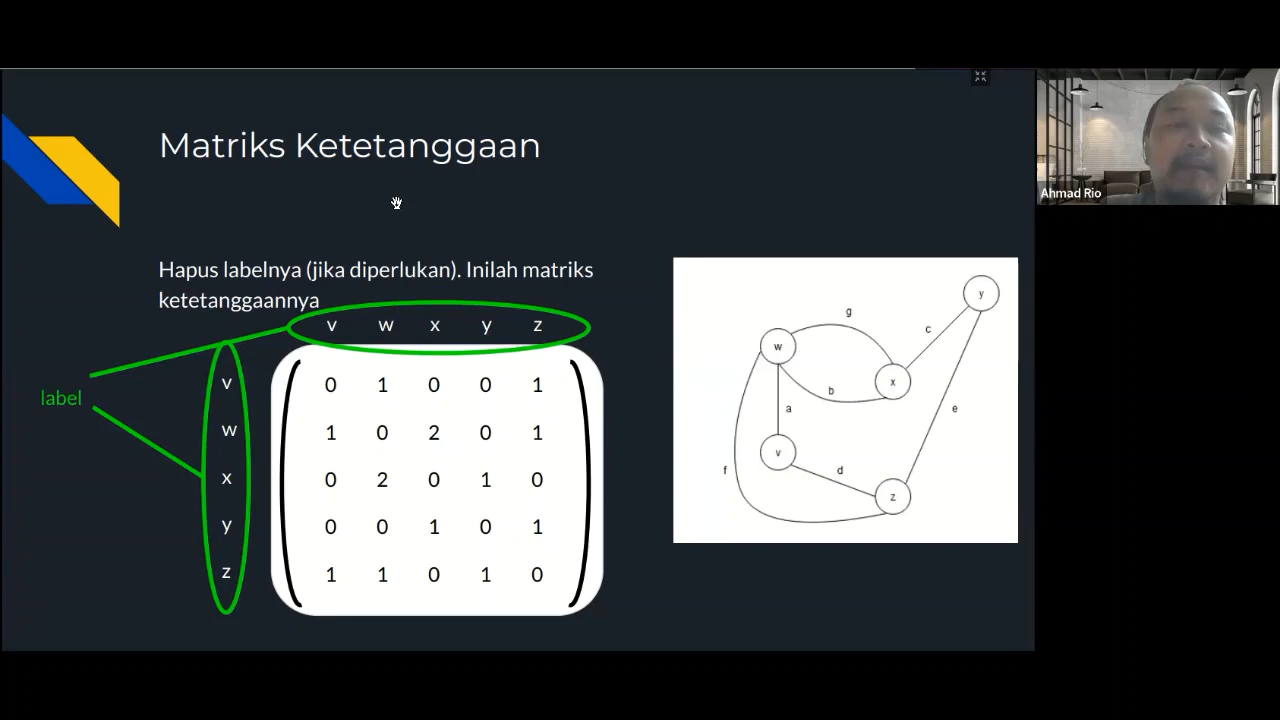 Matriks Ketetanggaan
Ahmad Rio
Hapus labelnya (jika diperlukan). Inilah matriks
ketetanggaannya
v w x y z
label
v 0 1 0 0 1
w 1 0 2 0 1
x 0 2 0 1 0
y 0 0 1 0 1
z 1 1 0 1 0
y
g
c
w
x
b
a
e
v
d
f
z